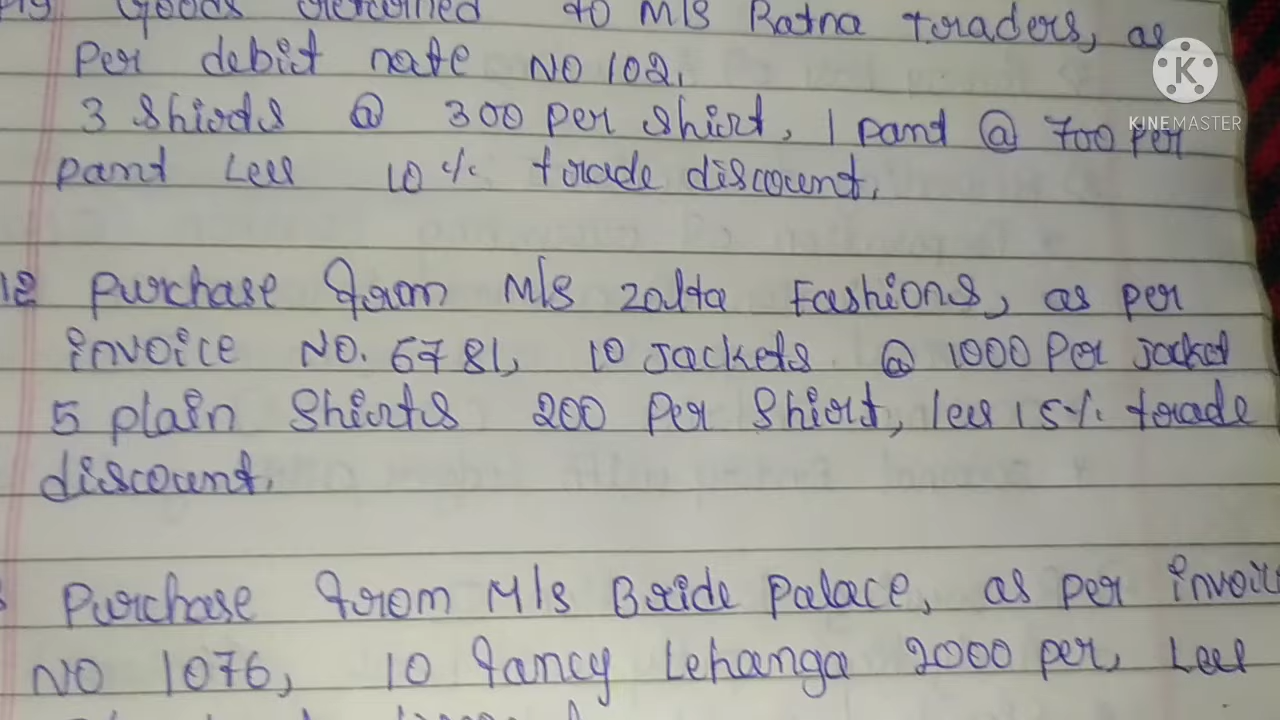 Goods returned to M/S Ratna traders, as
Per debit note NO 102,
3 Shirts @ 300 Per Shirt, 1 pant @ 700 per
pant Less 10% trade discount,
K
KINEMASTER
12 purchase from M/S zolta Fashions, as per
invoice NO. 6781, 10 Jackets @ 1000 Per Jacket
5 plain Shirts 200 Per Shirt, less 15% trade
discount,
Purchase from M/S Bride palace, as per invoice
NO 1076, 10 fancy Lehanga 2000 per, Less